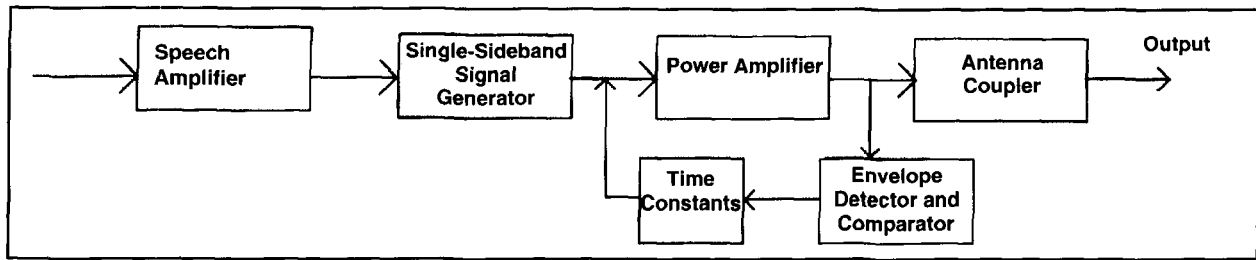 Speech
Amplifier
Single-Sideband
Signal
Generator
Power Amplifier
Antenna
Coupler
Output
Time
Constants
Envelope
Detector and
Comparator